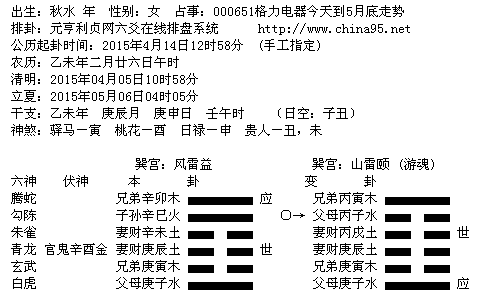 出生：秋水 年  性别：女  占事：000651格力电器今天到5月底走势
排卦：元亨利贞网六爻在线排盘系统      http://www.china95.net
公历起卦时间：2015年4月14日12时58分  (手工指定)
农历：乙未年二月廿六日午时
清明：2015年04月05日10时58分
立夏：2015年05月06日04时05分
干支：乙未年  庚辰月  庚申日  壬午时    （日空：子丑）
神煞：驿马—寅  桃花—酉  日禄—申  贵人—丑，未
巽宫：风雷益          巽宫：山雷颐 (游魂)
六神  伏神  本    卦          变    卦
螣蛇  兄弟辛卯木  应  兄弟丙寅木
勾陈  子孙辛巳火  ○→  父母丙子水
朱雀  妻财辛未土  妻财丙戌土  世
青龙  官鬼辛酉金  妻财庚辰土  世  妻财庚辰土
玄武  兄弟庚寅木  兄弟庚寅木
白虎  父母庚子水  父母庚子水  应